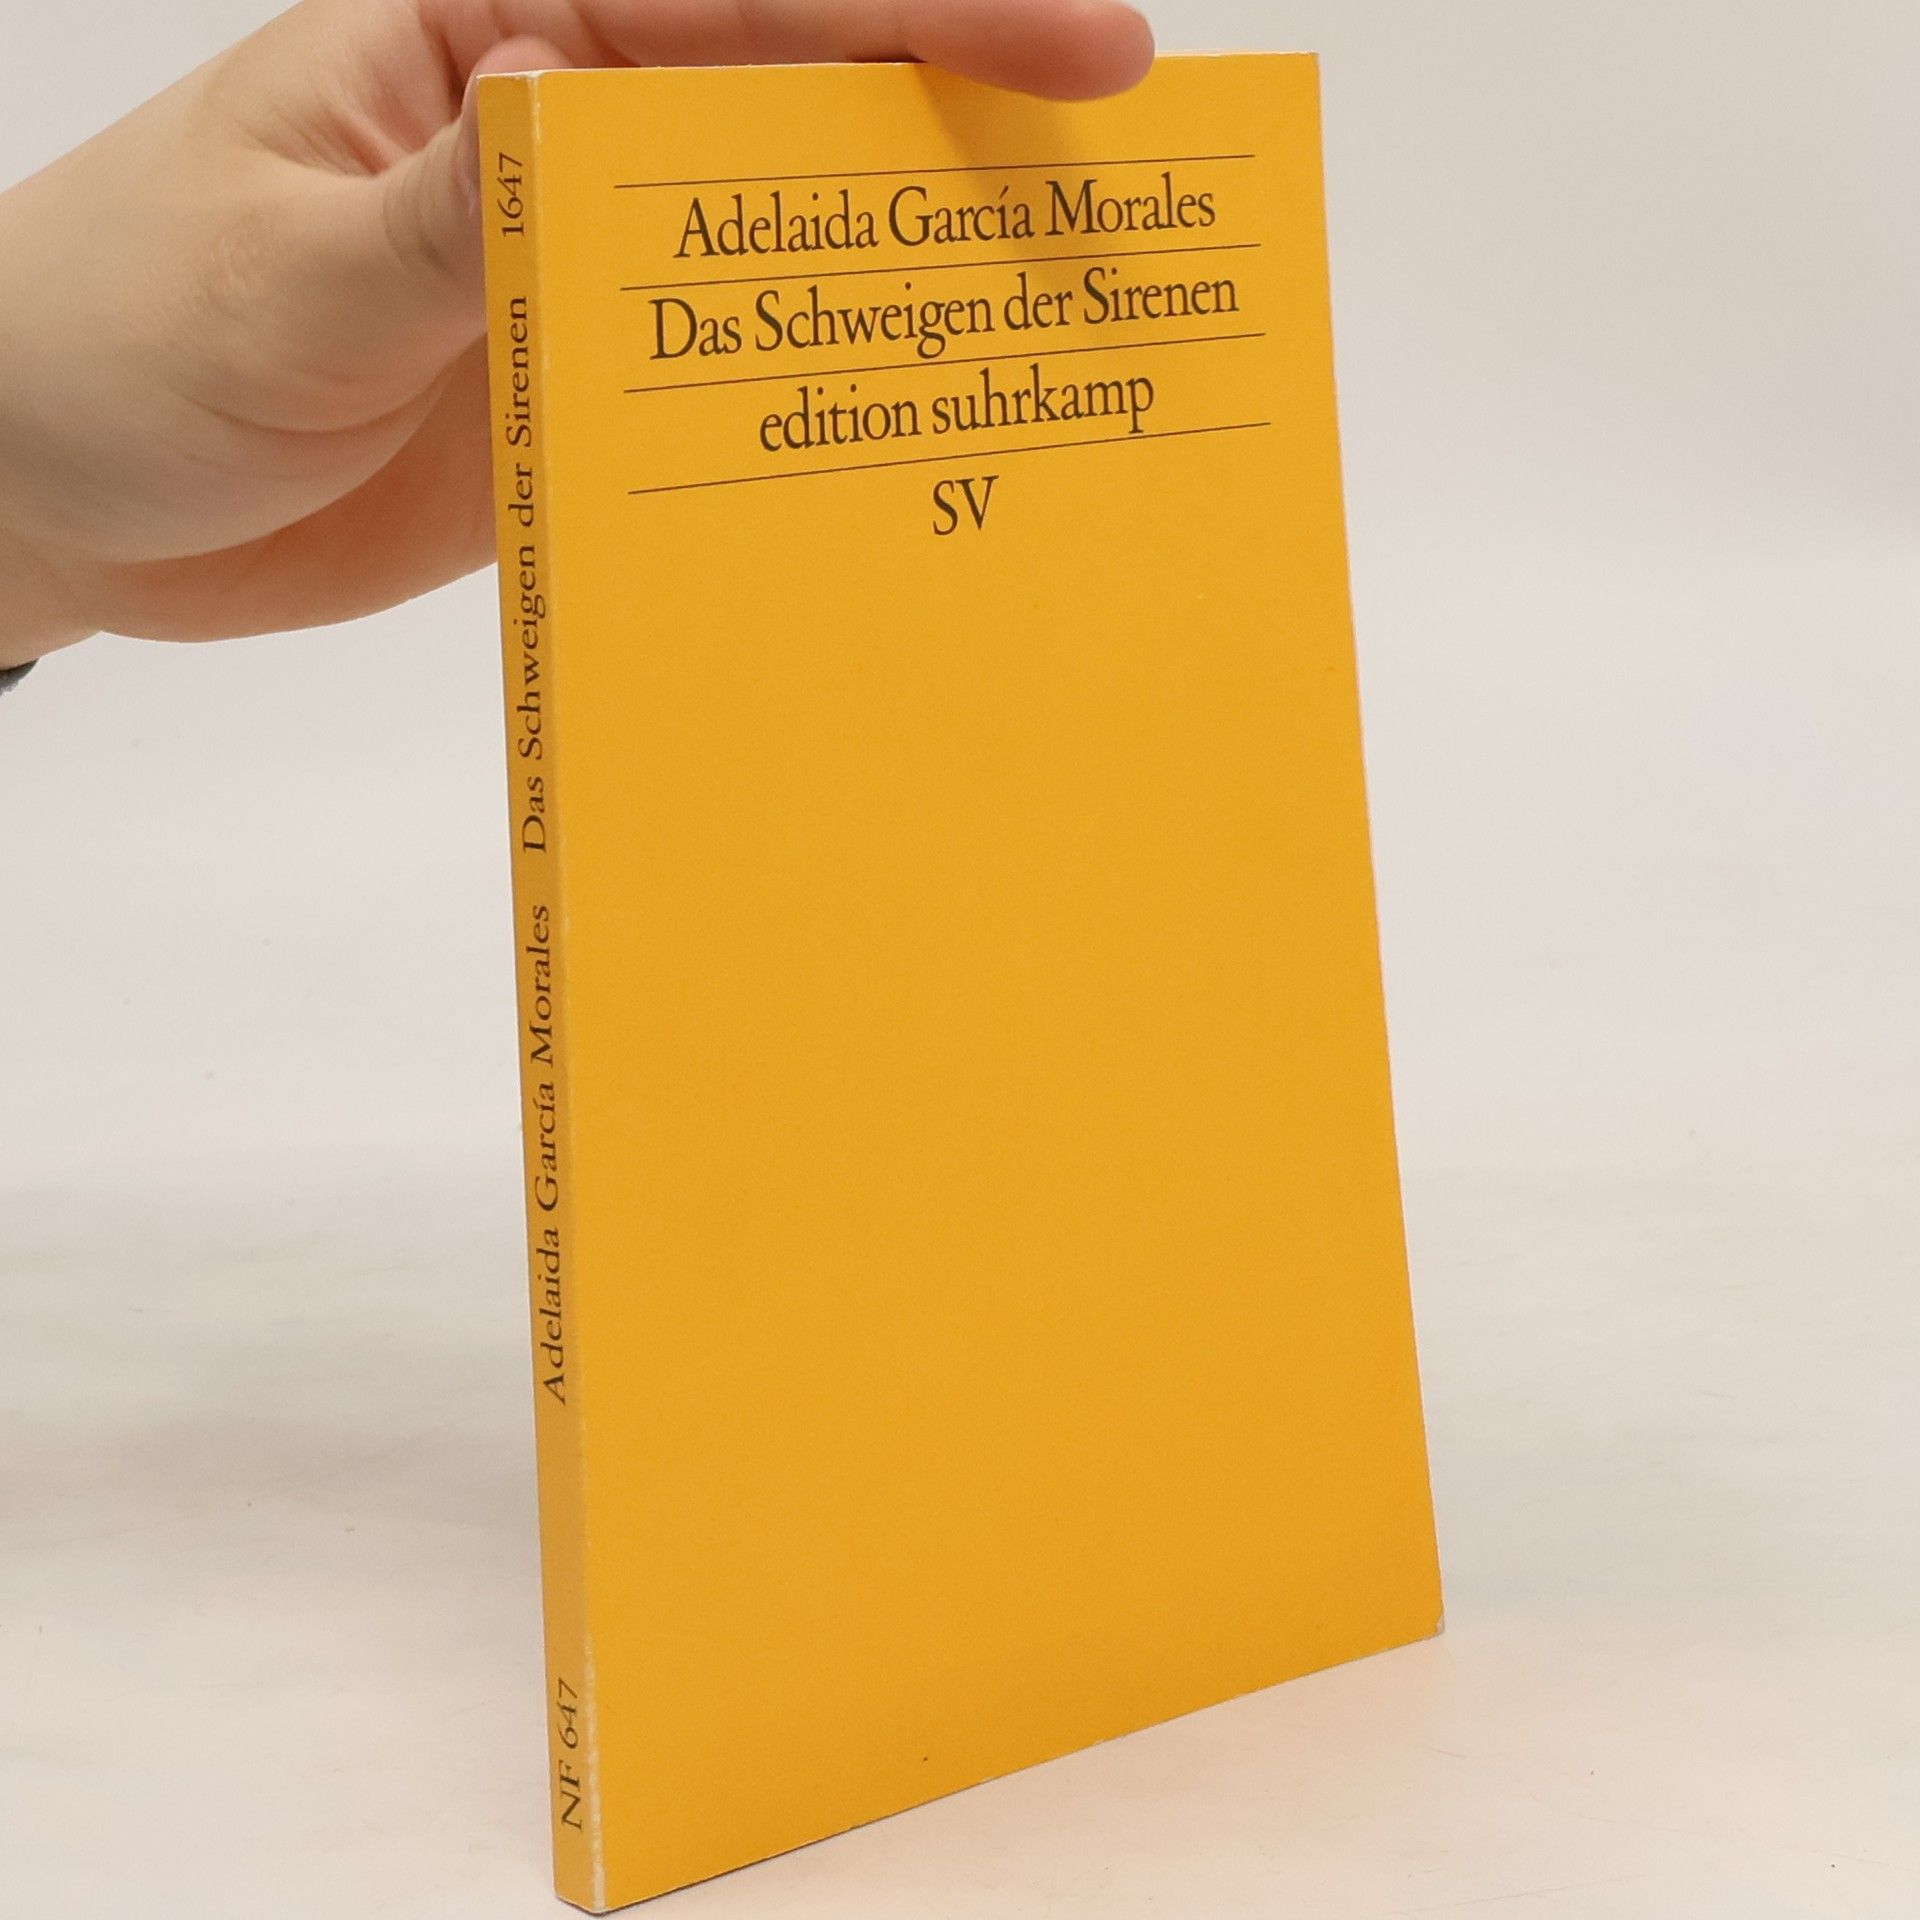 Adelaida García Morales
Das Schweigen der Sirenen
edition suhrkamp
SV
Adelaida García Morales Das Schweigen der Sirenen 1647
NF 647